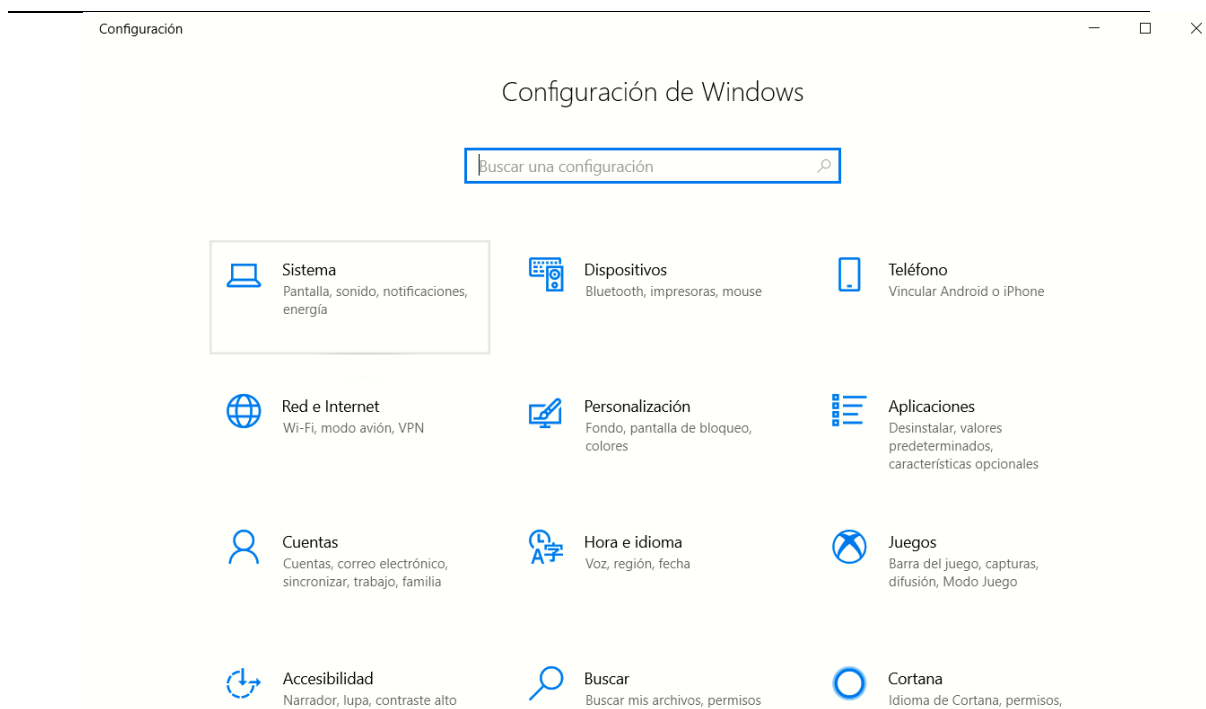 Configuración
Configuración de Windows
Buscar una configuración
Sistema
Pantalla, sonido, notificaciones,
energía
Dispositivos
Bluetooth, impresoras, mouse
Teléfono
Vincular Android o iPhone
Red e Internet
Wi-Fi, modo avión, VPN
Personalización
Fondo, pantalla de bloqueo,
colores
Aplicaciones
Desinstalar, valores
predeterminados,
características opcionales
Cuentas
Cuentas, correo electrónico,
sincronizar, trabajo, familia
Hora e idioma
Voz, región, fecha
Juegos
Barra del juego, capturas,
difusión, Modo Juego
Accesibilidad
Narrador, lupa, contraste alto
Buscar
Buscar mis archivos, permisos
Cortana
Idioma de Cortana, permisos,